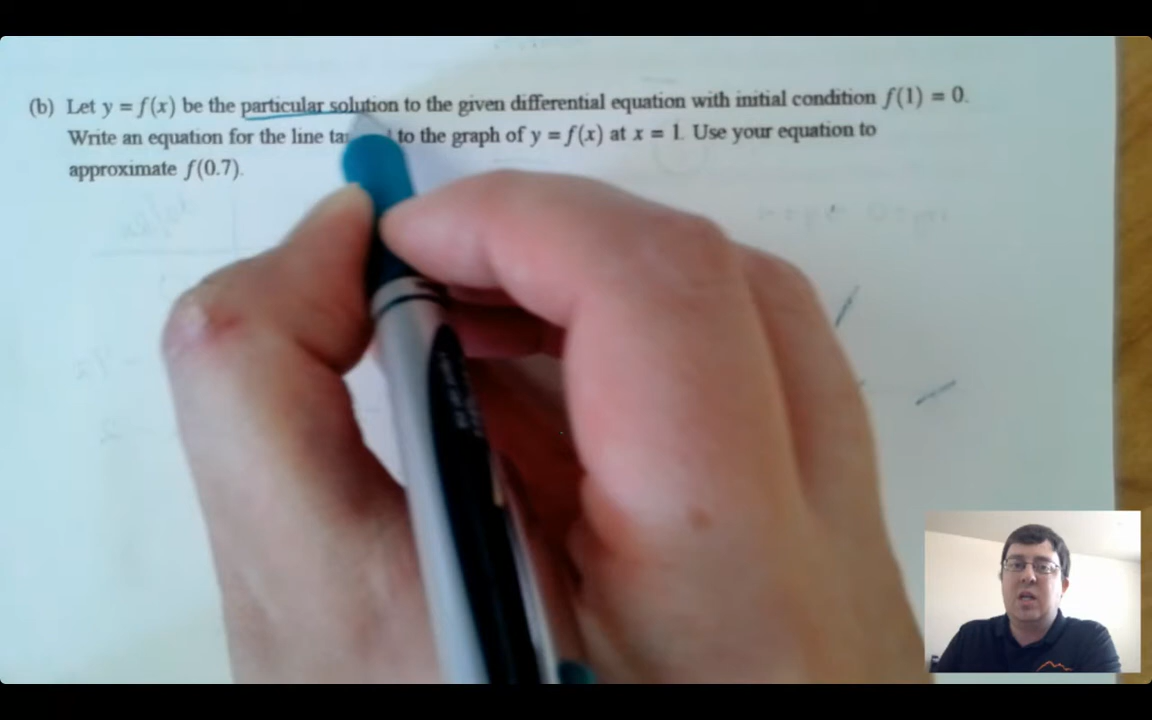 (b) Let y = f(x) be the particular solution to the given differential equation with initial condition f(1) = 0.
Write an equation for the line to the graph of y = f(x) at x = 1. Use your equation to
approximate f(0.7).